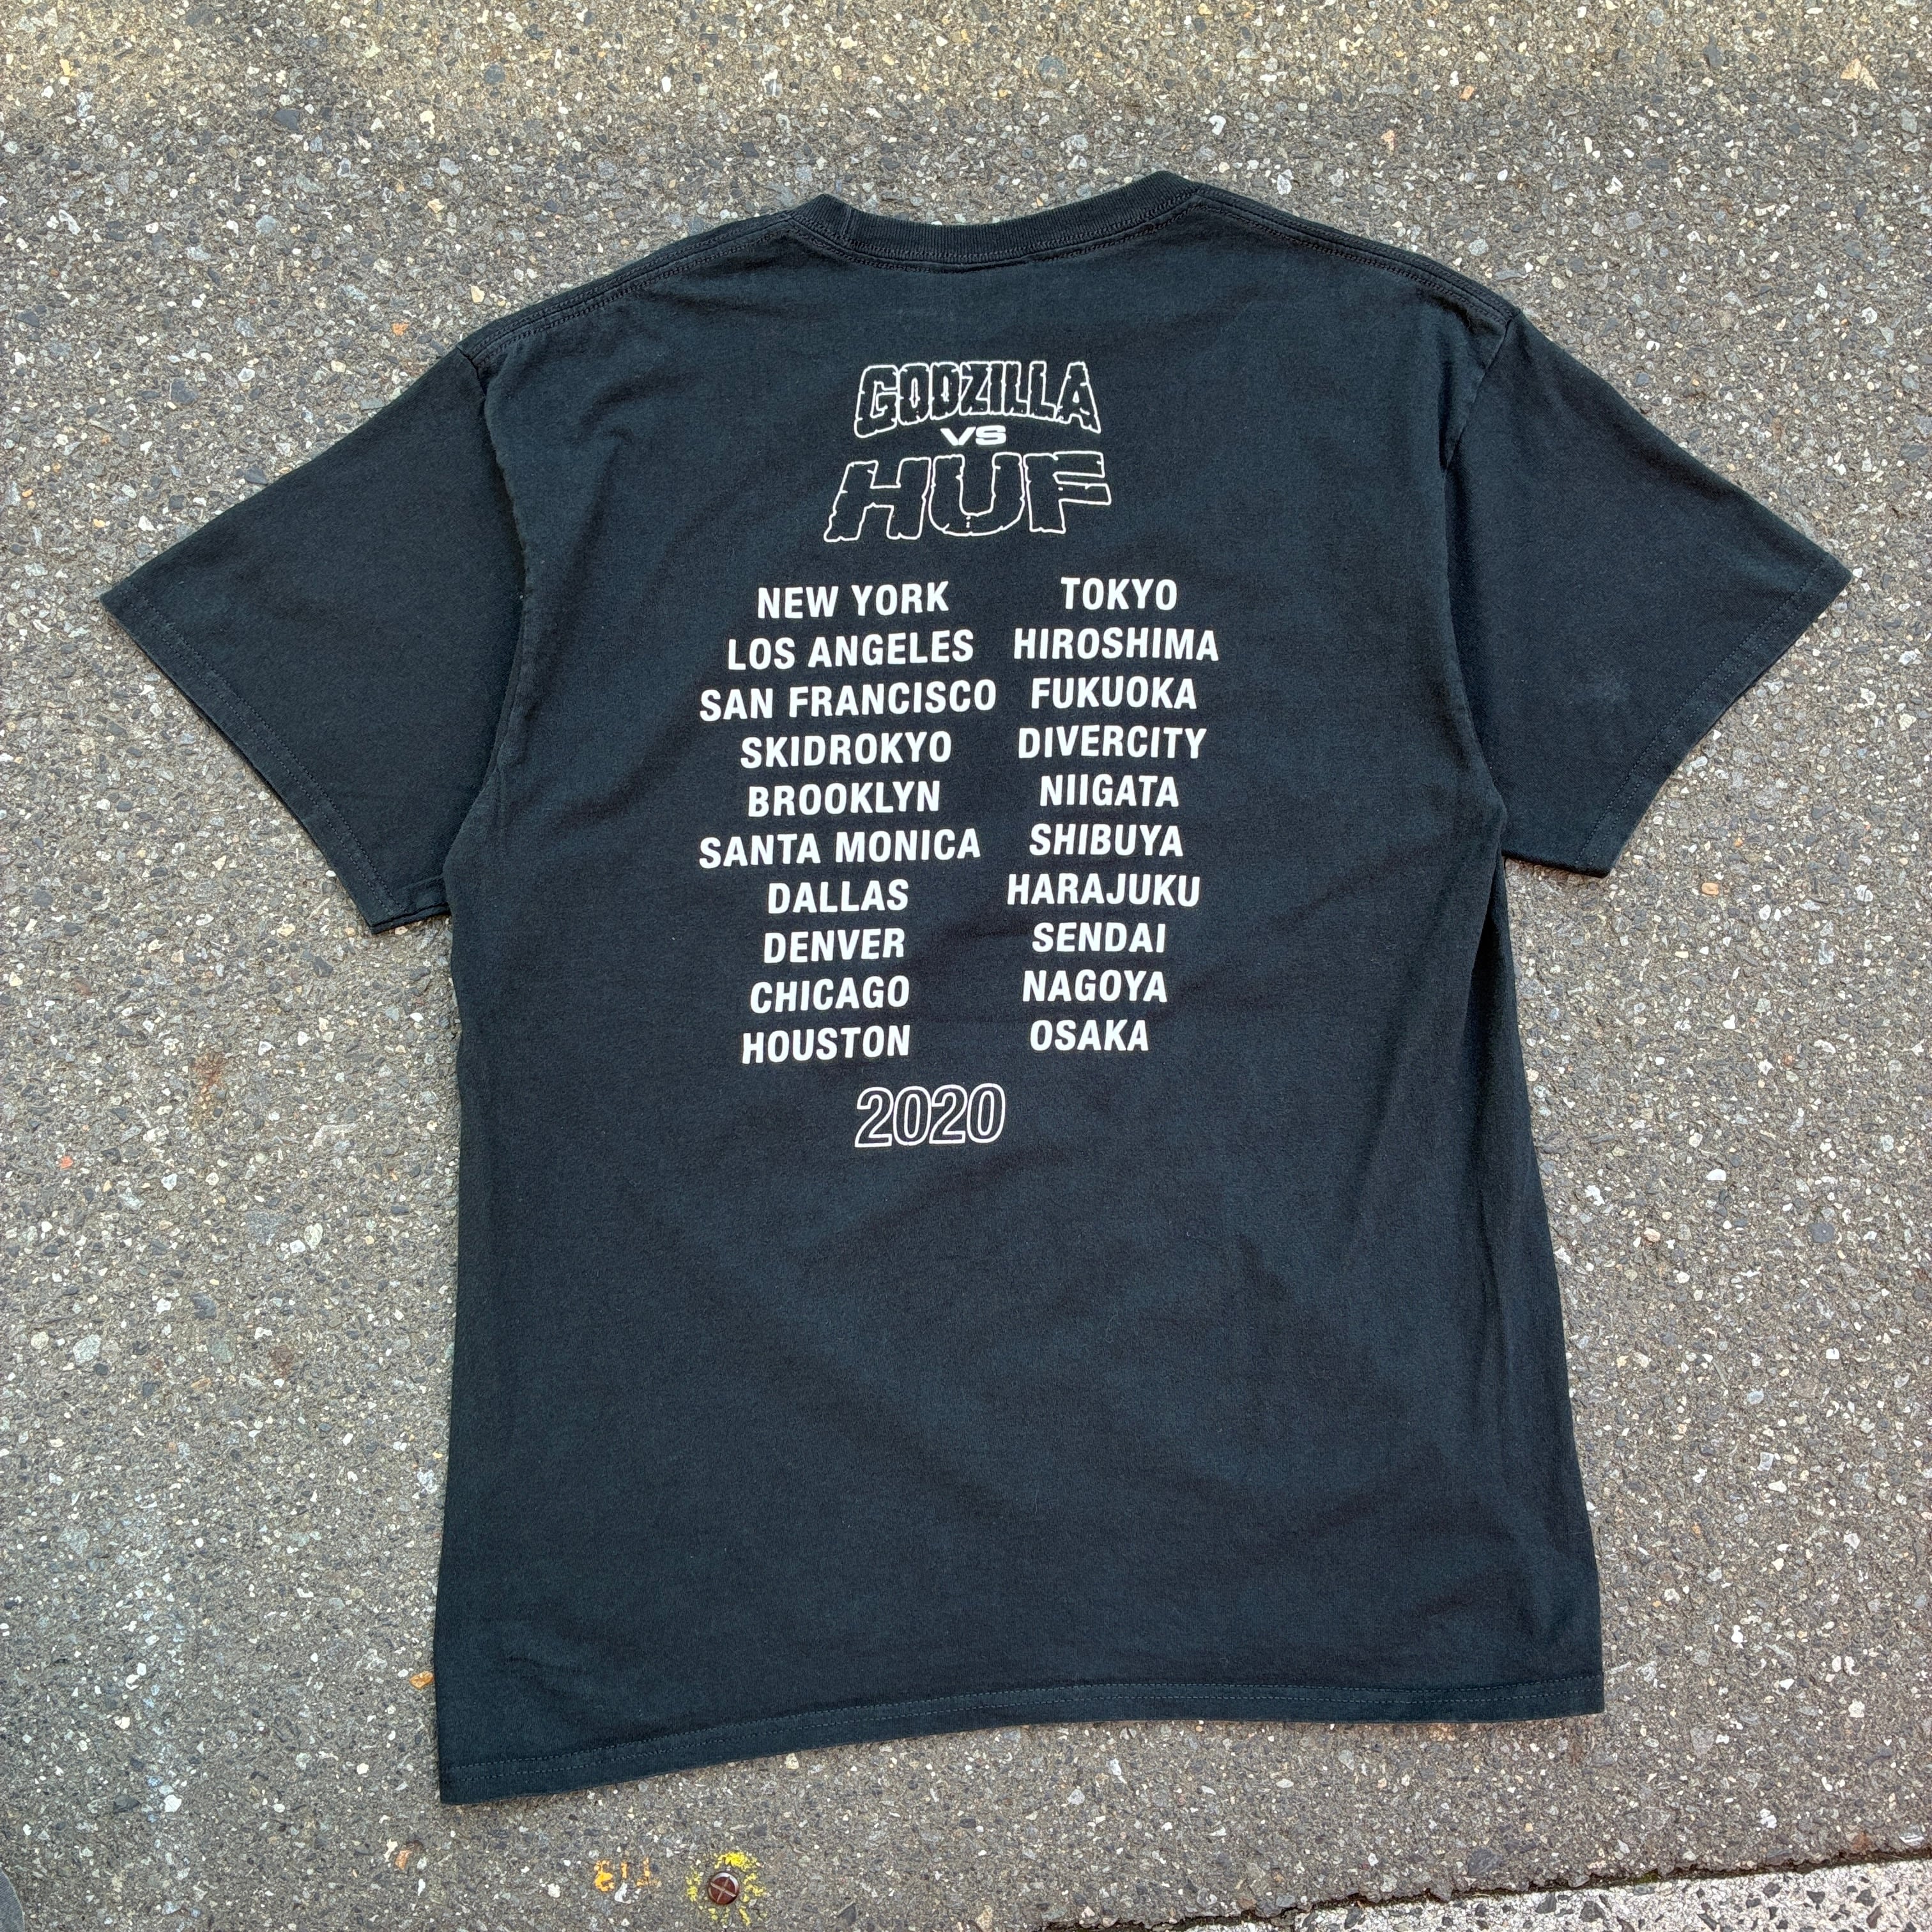 GODZILLA
VS
HUF
NEW YORK
LOS ANGELES
SAN FRANCISCO
SKIDROKYO
BROOKLYN
SANTA MONICA
DALLAS
DENVER
CHICAGO
HOUSTON
TOKYO
HIROSHIMA
FUKUOKA
DIVERCITY
NIIGATA
SHIBUYA
HARAJUKU
SENDAI
NAGOYA
OSAKA
2020